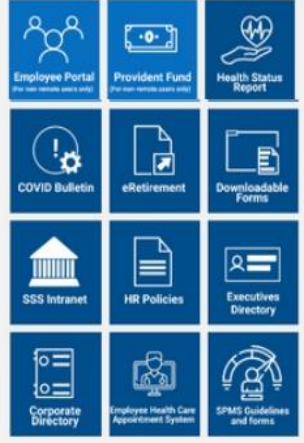 Employee Portal
(For non-remote users only)
Provident Fund
(For non-remote users only)
Health Status
Report
COVID Bulletin
eRetirement
Downloadable
Forms
SSS Intranet
HR Policies
Executives
Directory
Corporate
Directory
Employee Health Care
Appointment System
SPMS Guidelines
and forms